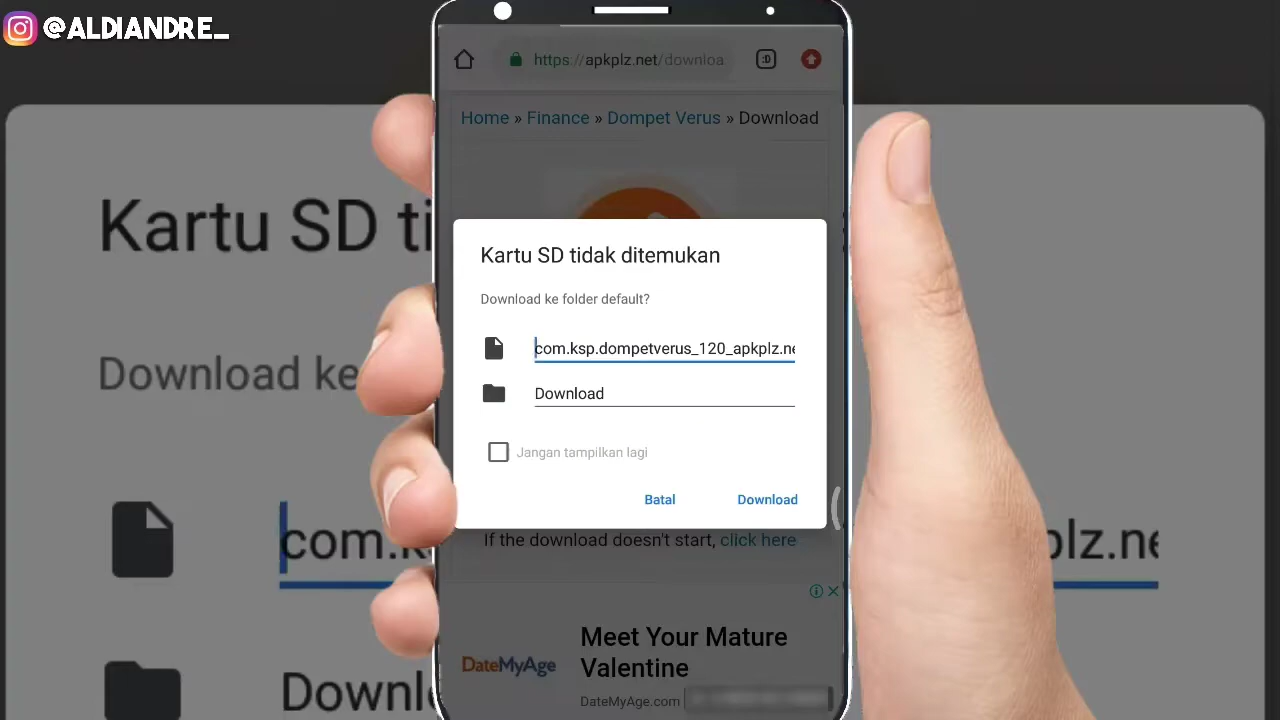 @ALDIANDRE_
https://apkplz.net/downloa
:D
Home » Finance » Dompet Verus » Download
Kartu SD tidak ditemukan
Download ke folder default?
com.ksp.dompetverus_120_apkplz.ne
Download
Jangan tampilkan lagi
Batal
Download
If the download doesn't start, click here
Meet Your Mature
Valentine
DateMyAge
DateMyAge.com
Kartu SD ti
Download ke
com.k
plz.ne
Downl